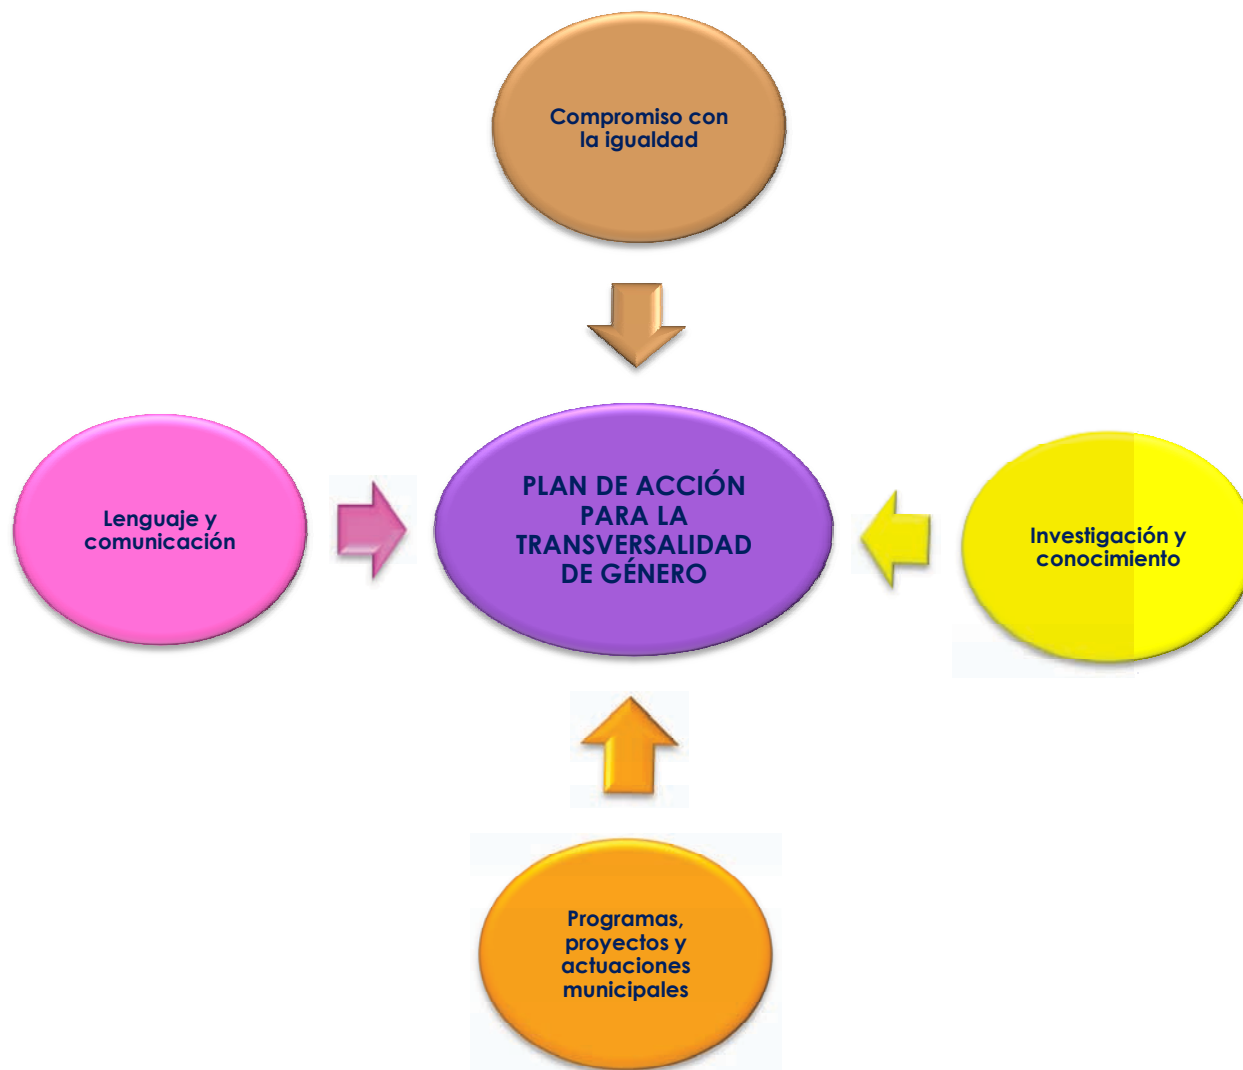 Compromiso con
la igualdad
Lenguaje y
comunicación
PLAN DE ACCIÓN
PARA LA
TRANSVERSALIDAD
DE GÉNERO
Investigación y
conocimiento
Programas,
proyectos y
actuaciones
municipales